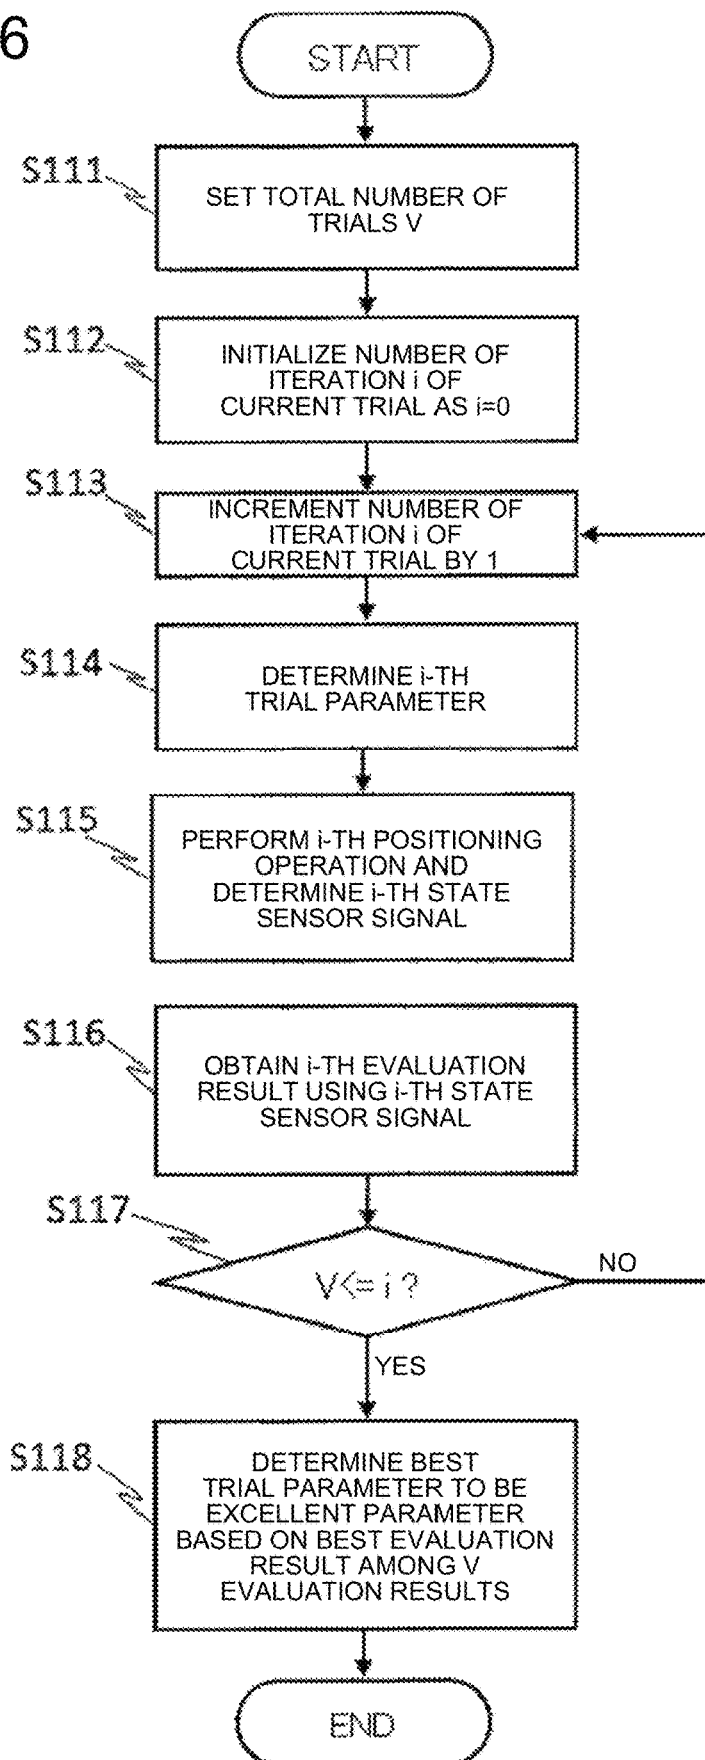 6
START
S111
SET TOTAL NUMBER OF
TRIALS V
S112
INITIALIZE NUMBER OF
ITERATION i OF
CURRENT TRIAL AS i=0
S113
INCREMENT NUMBER OF
ITERATION i OF
CURRENT TRIAL BY 1
S114
DETERMINE i-TH
TRIAL PARAMETER
S115
PERFORM i-TH POSITIONING
OPERATION AND
DETERMINE i-TH STATE
SENSOR SIGNAL
S116
OBTAIN i-TH EVALUATION
RESULT USING i-TH STATE
SENSOR SIGNAL
S117
V<= i ?
NO
YES
S118
DETERMINE BEST
TRIAL PARAMETER TO BE
EXCELLENT PARAMETER
BASED ON BEST EVALUATION
RESULT AMONG V
EVALUATION RESULTS
END